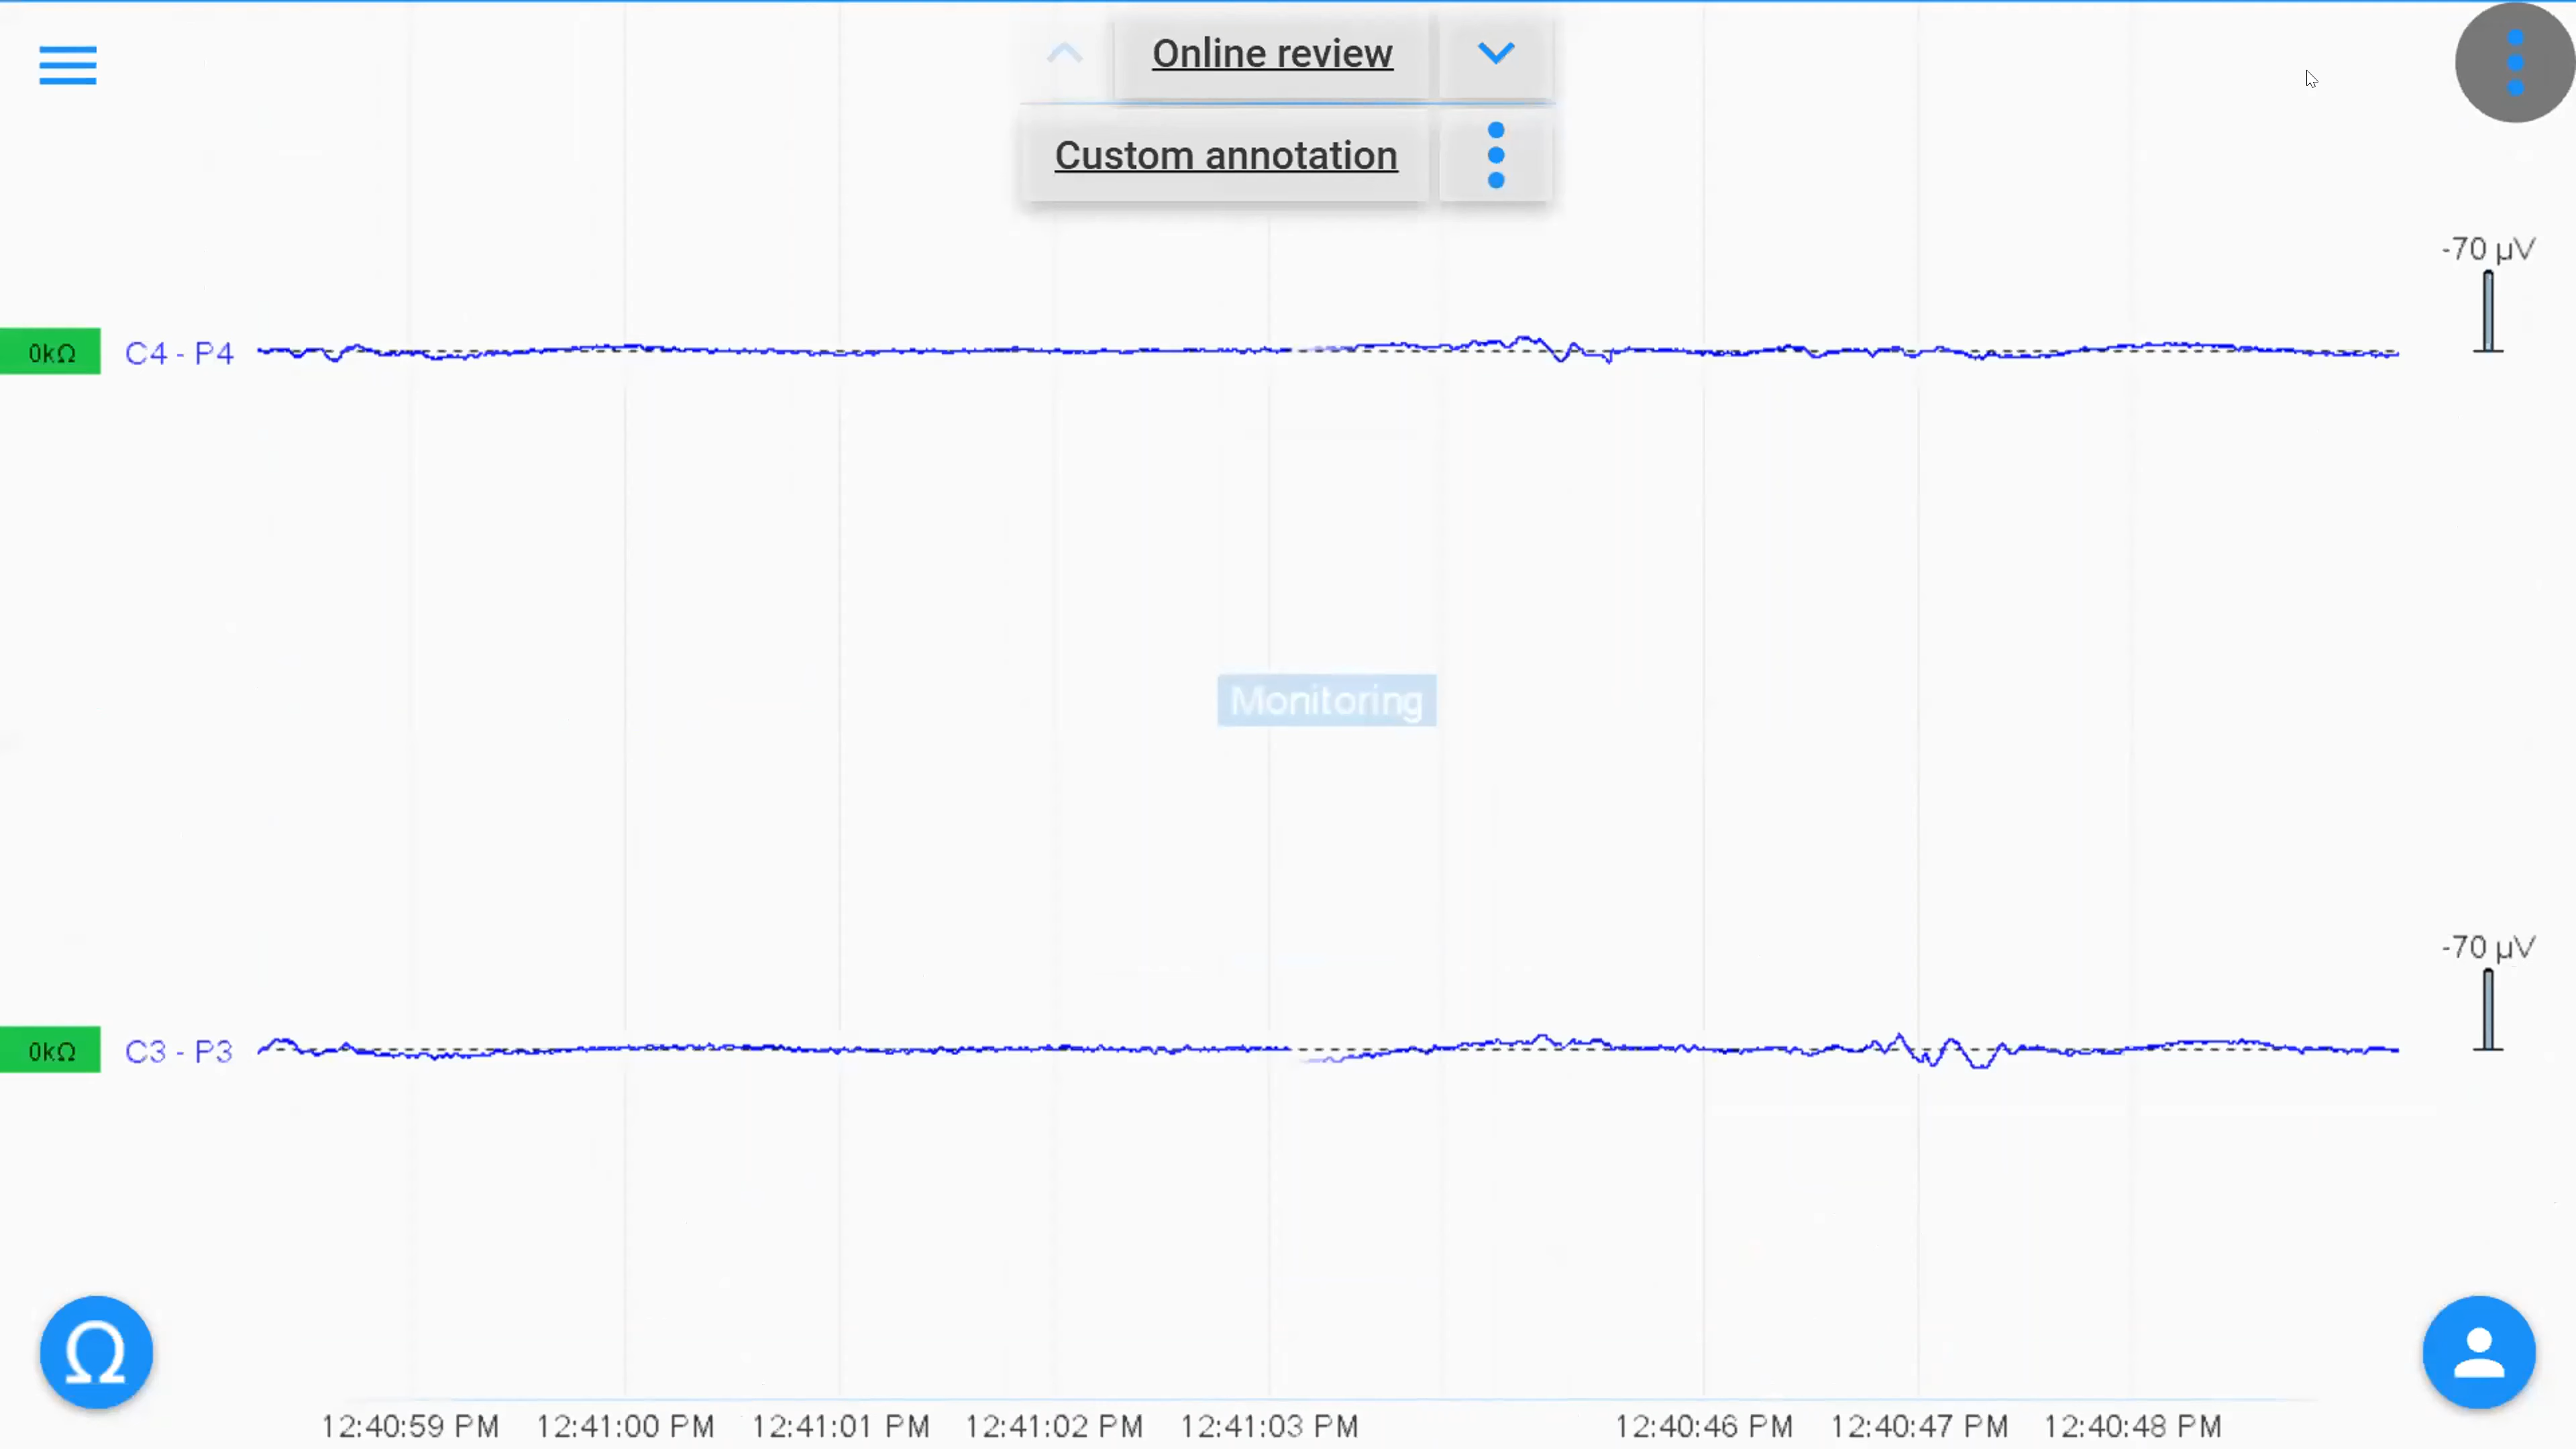 Online review
Custom annotation
-70 µV
0kΩ C4 - P4
Monitoring
-70 µV
0kΩ C3 - P3
Ω
12:40:59 PM 12:41:00 PM 12:41:01 PM 12:41:02 PM 12:41:03 PM 12:40:46 PM 12:40:47 PM 12:40:48 PM